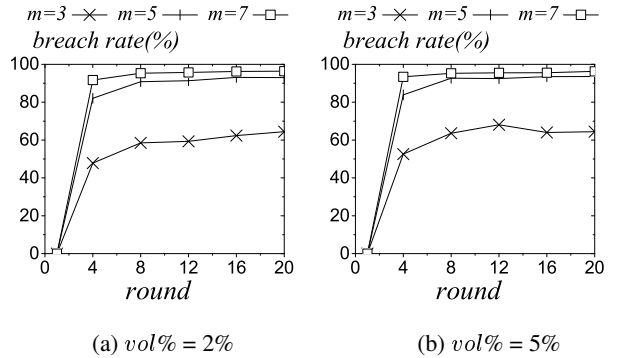 m=3 m=5 m=7
breach rate(%)
100
80
60
40
20
0
0 4 8 12 16 20
round
(a) vol% = 2%
m=3 m=5 m=7
breach rate(%)
100
80
60
40
20
0
0 4 8 12 16 20
round
(b) vol% = 5%